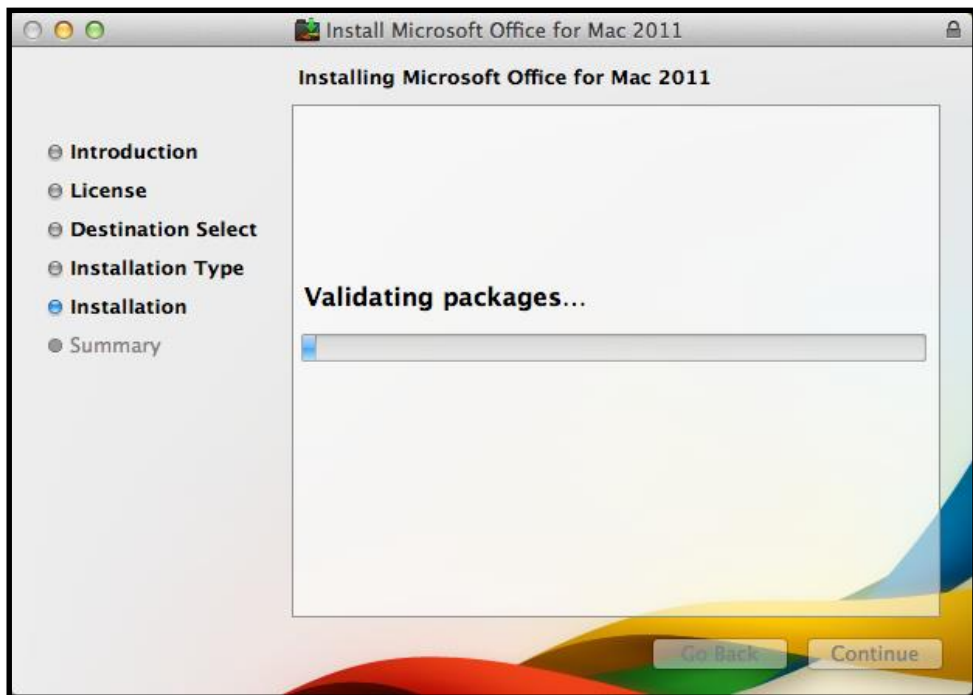 Install Microsoft Office for Mac 2011
Installing Microsoft Office for Mac 2011
Introduction
License
Destination Select
Installation Type
Installation
Summary
Validating packages...
Go Back
Continue